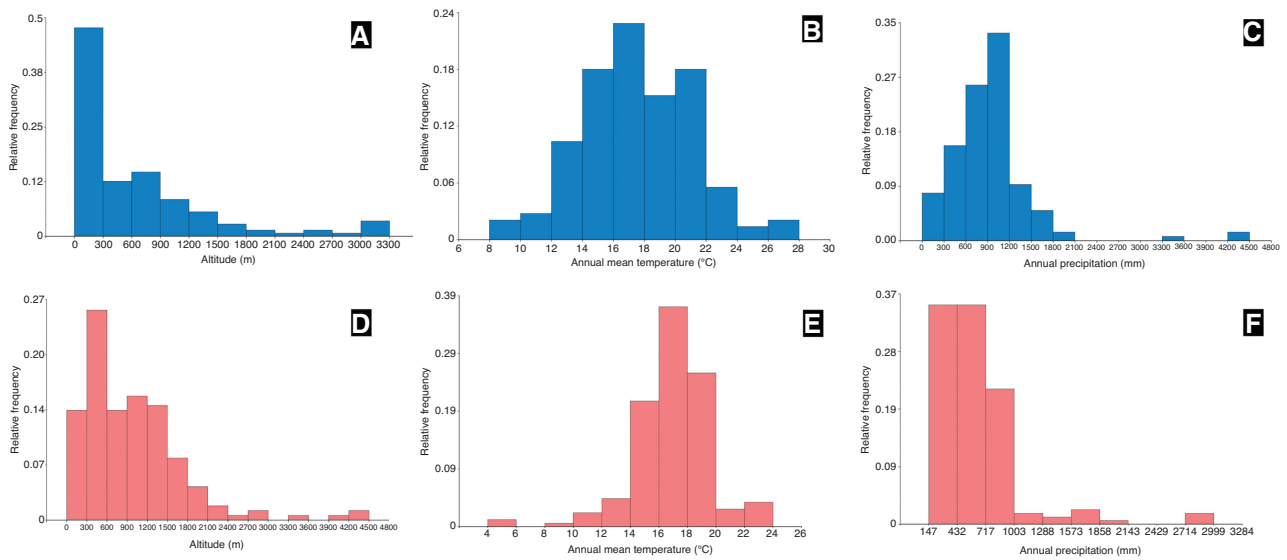 A
Relative frequency
0.5
0.38
0.25
0.12
0
0 300 600 900 1200 1500 1800 2100 2400 2700 3000 3300
Altitude (m)
B
Relative frequency
0.24
0.18
0.12
0.06
0
6 8 10 12 14 16 18 20 22 24 26 28 30
Annual mean temperature (°C)
C
Relative frequency
0.35
0.27
0.18
0.09
0.00
0 300 600 900 1200 1500 1800 2100 2400 2700 3000 3300 3600 3900 4200 4500 4800
Annual precipitation (mm)
D
Relative frequency
0.27
0.20
0.14
0.07
0
0 300 600 900 1200 1500 1800 2100 2400 2700 3000 3300 3600 3900 4200 4500 4800
Altitude (m)
E
Relative frequency
0.39
0.29
0.19
0.09
0
4 6 8 10 12 14 16 18 20 22 24 26
Annual mean temperature (°C)
F
Relative frequency
0.37
0.28
0.19
0.09
0
147 432 717 1003 1288 1573 1858 2143 2429 2714 2999 3284
Annual precipitation (mm)